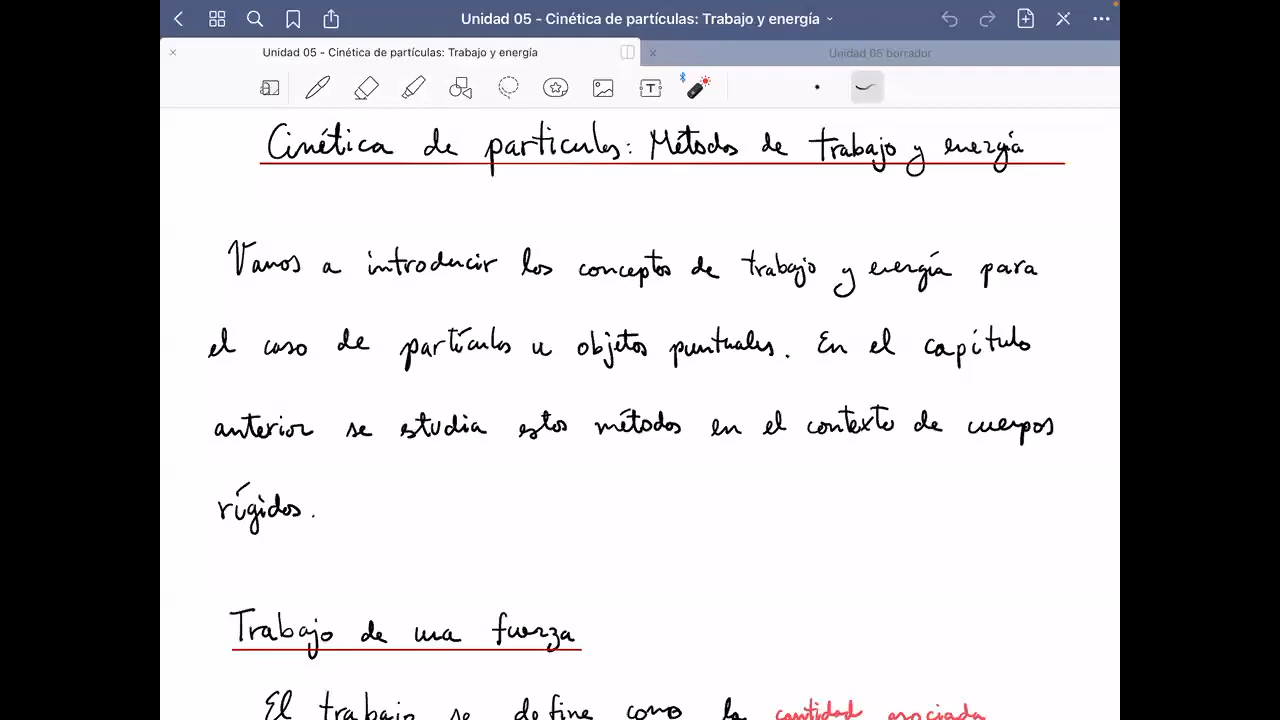 Unidad 05 - Cinética de partículas: Trabajo y energía
Unidad 05 - Cinética de partículas: Trabajo y energía
Unidad 05 borrador
T
Cinética de particulas: Métodos de trabajo y energía
Vamos a introducir los conceptos de trabajo y energía para
el caso de partículas u objetos puntuales. En el capítulo
anterior se estudia estos métodos en el contexto de cuerpos
rígidos.
Trabajo de una fuerza
El trabajo se define como la cantidad asociada